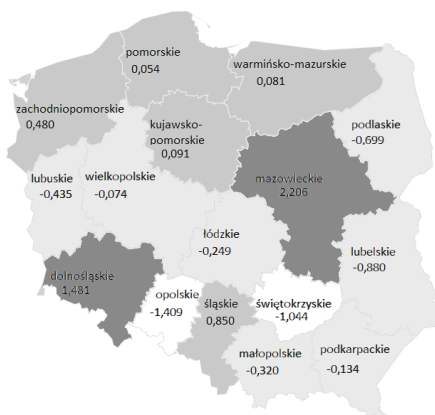 pomorskie
0,054
warmińsko-mazurskie
0,081
zachodniopomorskie
0,480
kujawsko-
pomorskie
0,091
podlaskie
-0,699
lubuskie
-0,435
wielkopolskie
-0,074
mazowieckie
2,206
łódzkie
-0,249
lubelskie
-0,880
dolnośląskie
1,481
opolskie
-1,409
śląskie
0,850
świętokrzyskie
-1,044
małopolskie
-0,320
podkarpackie
-0,134